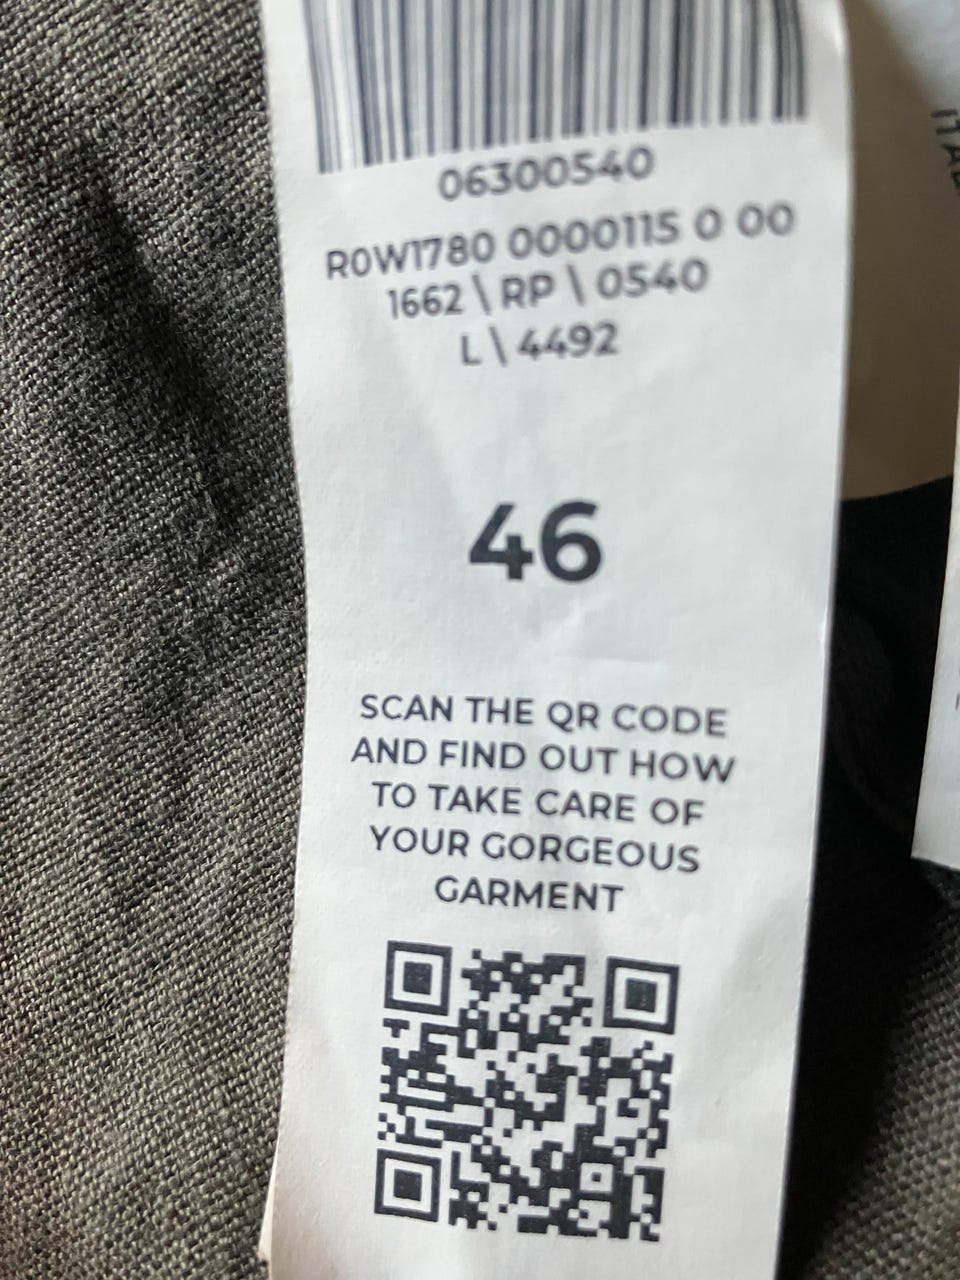 06300540
R0W1780 0000115 0 00
1662 \ RP \ 0540
L \ 4492
46
SCAN THE QR CODE
AND FIND OUT HOW
TO TAKE CARE OF
YOUR GORGEOUS
GARMENT